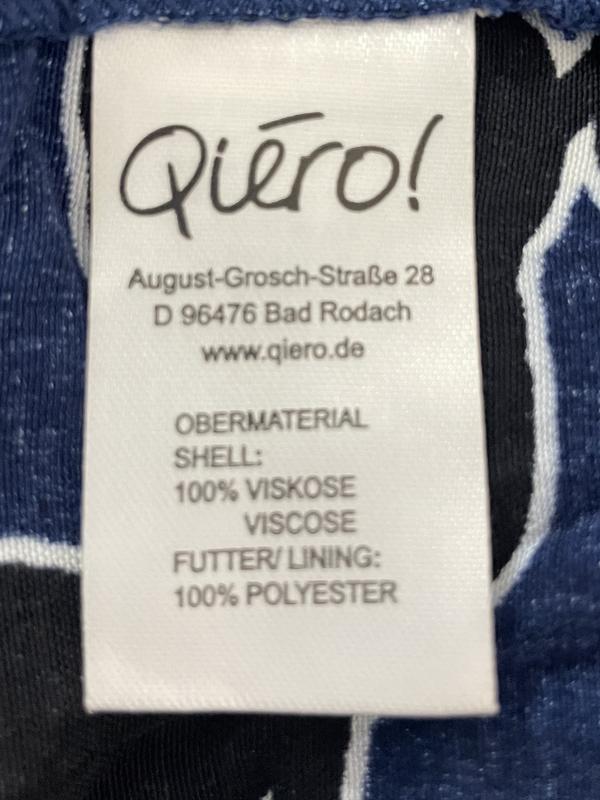 Qiéro!
August-Grosch-Straße 28
D 96476 Bad Rodach
www.qiero.de
OBERMATERIAL
SHELL:
100% VISKOSE
VISCOSE
FUTTER/ LINING:
100% POLYESTER